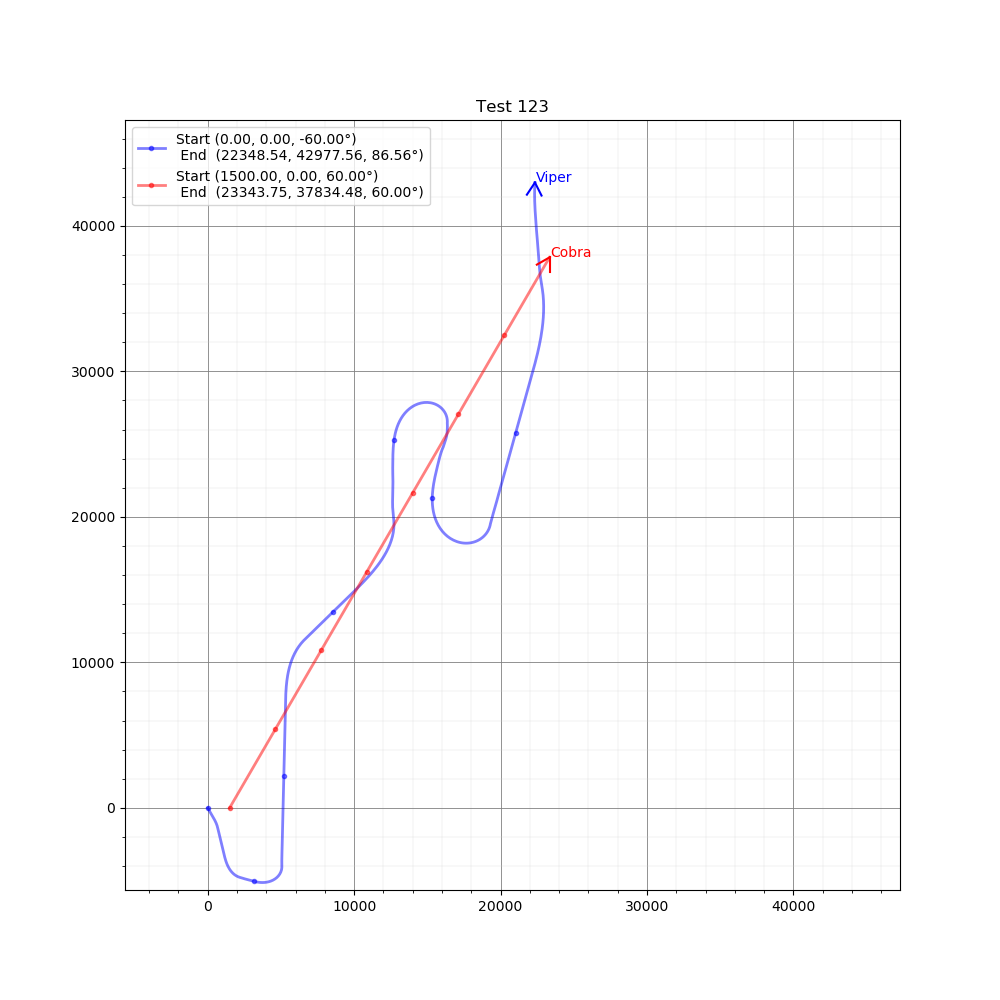 Test 123
Start (0.00, 0.00, -60.00°)
End  (22348.54, 42977.56, 86.56°)
Start (1500.00, 0.00, 60.00°)
End  (23343.75, 37834.48, 60.00°)
Viper
Cobra
40000
30000
20000
10000
0
0 10000 20000 30000 40000